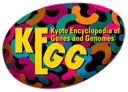 KEGG
Kyoto Encyclopedia of
Genes and Genomes